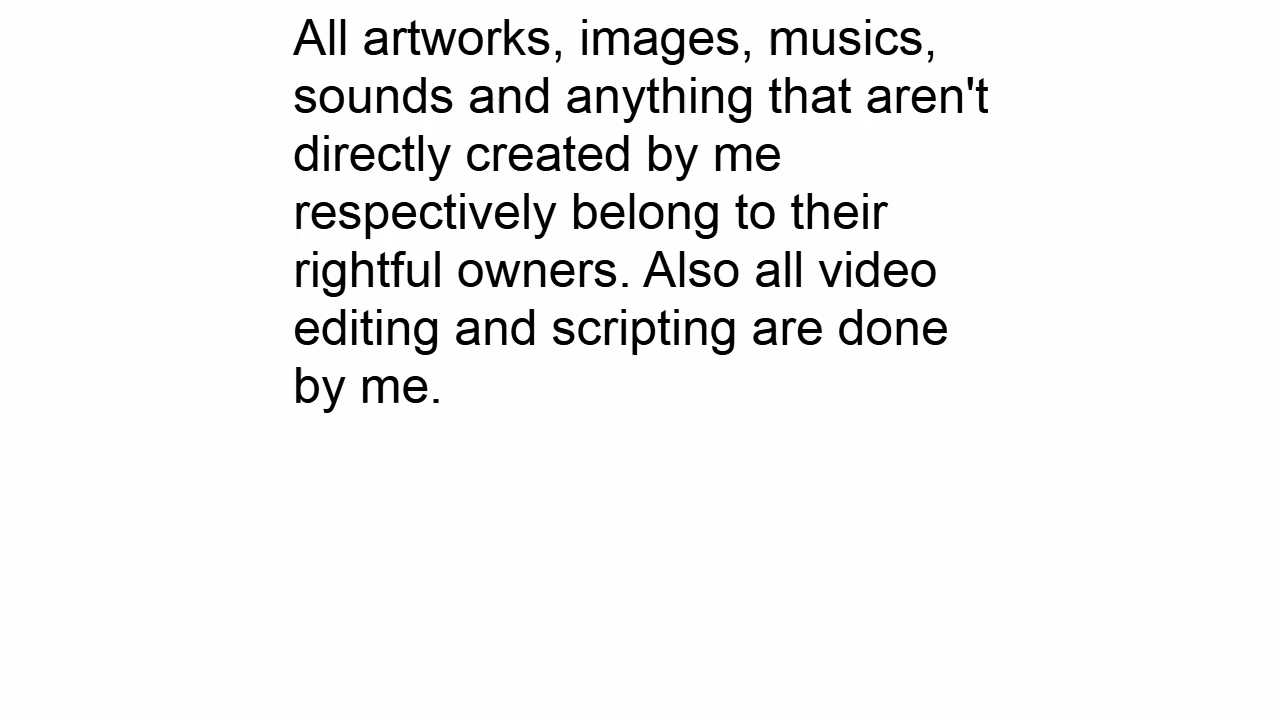 All artworks, images, musics,
sounds and anything that aren't
directly created by me
respectively belong to their
rightful owners. Also all video
editing and scripting are done
by me.